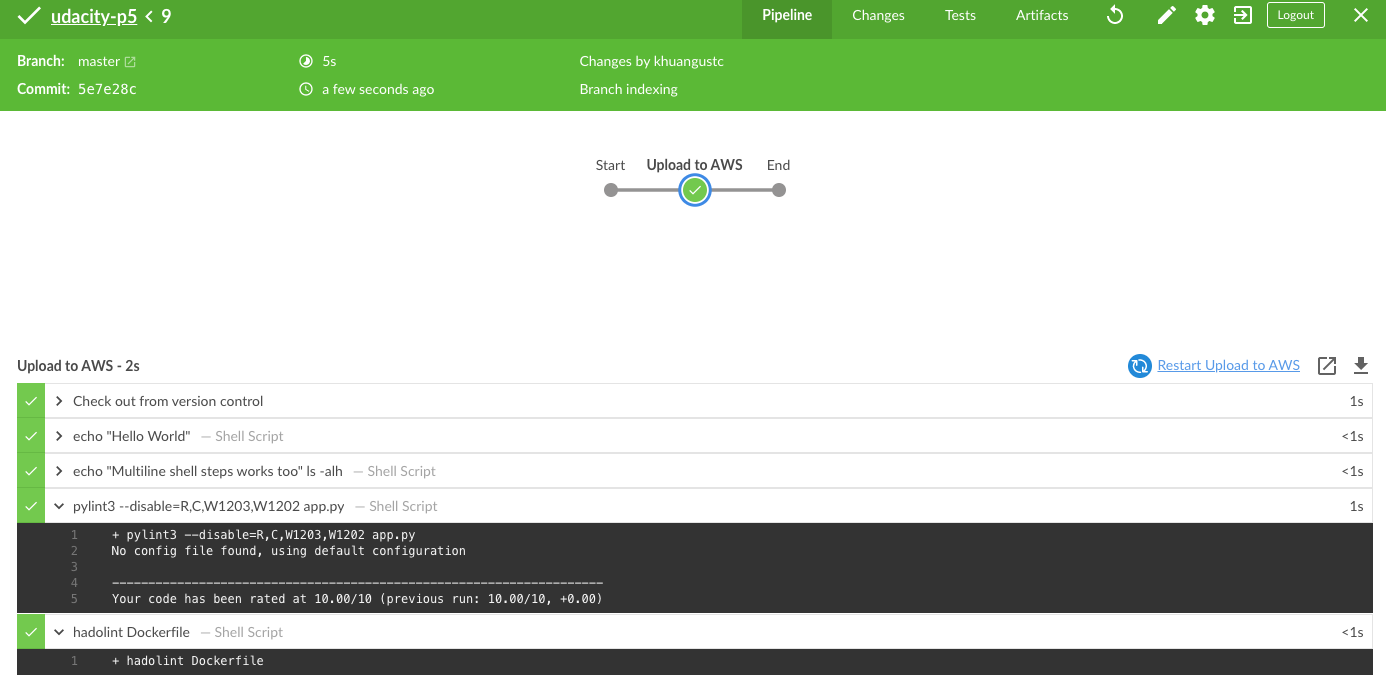 udacity-p5 < 9 Pipeline Changes Tests Artifacts Logout
Branch: master 5s Changes by khuangustc
Commit: 5e7e28c a few seconds ago Branch indexing
Start Upload to AWS End
Upload to AWS - 2s Restart Upload to AWS
Check out from version control 1s
echo "Hello World" — Shell Script <1s
echo "Multiline shell steps works too" ls -alh — Shell Script <1s
pylint3 --disable=R,C,W1203,W1202 app.py — Shell Script 1s
1 + pylint3 --disable=R,C,W1203,W1202 app.py
2 No config file found, using default configuration
3
4 --------------------------------------------------------------------
5 Your code has been rated at 10.00/10 (previous run: 10.00/10, +0.00)
hadolint Dockerfile — Shell Script <1s
1 + hadolint Dockerfile